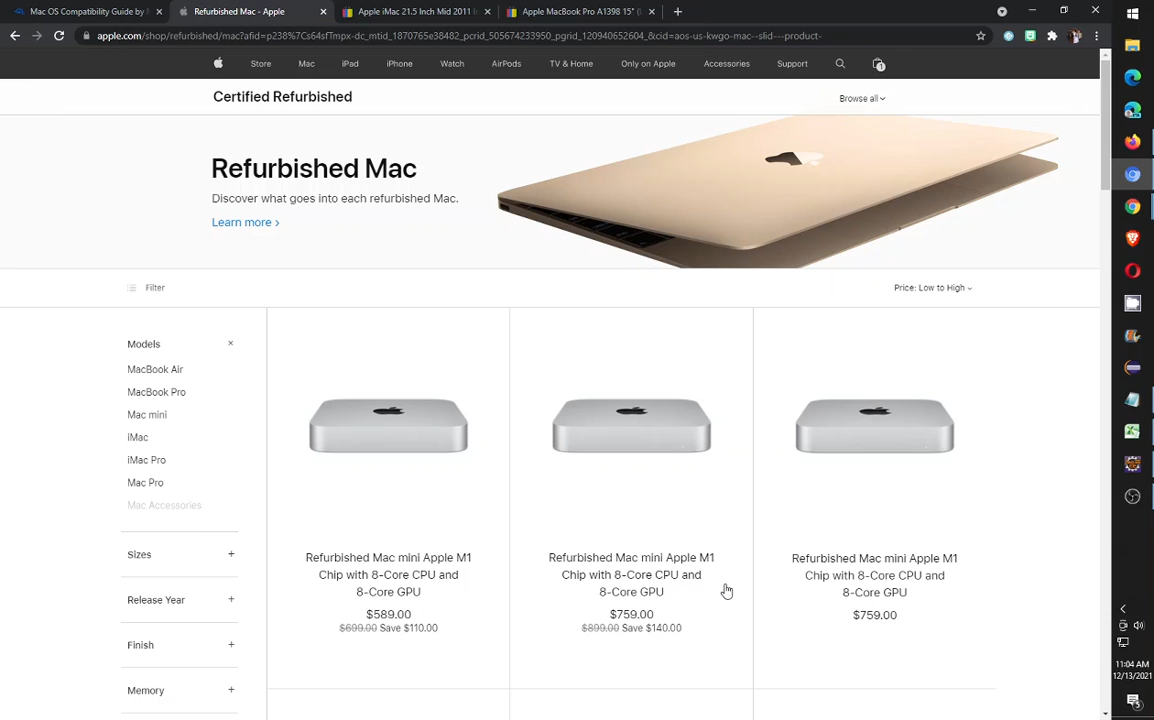 Mac OS Compatibility Guide by M
Refurbished Mac - Apple
Apple iMac 21.5 Inch Mid 2011 i
Apple MacBook Pro A1398 15" (L
apple.com/shop/refurbished/mac?afid=p238%7Cs64sfTmpx-dc_mtid_1870765e38482_pcrid_505674233950_pgrid_120940652604_&cid=aos-us-kwgo-mac--slid---product-
Store Mac iPad iPhone Watch AirPods TV & Home Only on Apple Accessories Support 1
Certified Refurbished
Browse all
Refurbished Mac
Discover what goes into each refurbished Mac.
Learn more >
Filter
Price: Low to High
Models
MacBook Air
MacBook Pro
Mac mini
iMac
iMac Pro
Mac Pro
Mac Accessories
Sizes +
Release Year +
Finish +
Memory +
Refurbished Mac mini Apple M1
Chip with 8-Core CPU and
8-Core GPU
$589.00
$699.00 Save $110.00
Refurbished Mac mini Apple M1
Chip with 8-Core CPU and
8-Core GPU
$759.00
$899.00 Save $140.00
Refurbished Mac mini Apple M1
Chip with 8-Core CPU and
8-Core GPU
$759.00
11:04 AM
12/13/2021